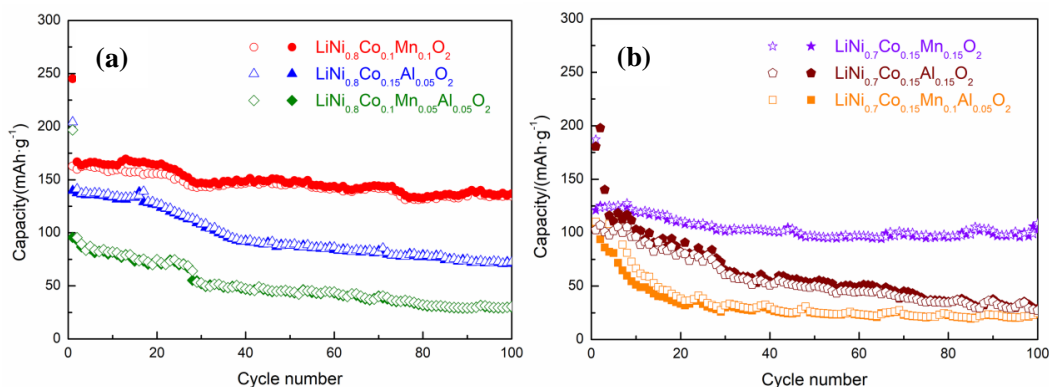 (a)
LiNi0.8Co0.1Mn0.1O2
LiNi0.8Co0.15Al0.05O2
LiNi0.8Co0.1Mn0.05Al0.05O2
Capacity(mAh·g-1)
300
250
200
150
100
50
0
0 20 40 60 80 100
Cycle number
(b)
LiNi0.7Co0.15Mn0.15O2
LiNi0.7Co0.15Al0.15O2
LiNi0.7Co0.15Mn0.1Al0.05O2
Capacity/(mAh·g-1)
300
250
200
150
100
50
0
0 20 40 60 80 100
Cycle number